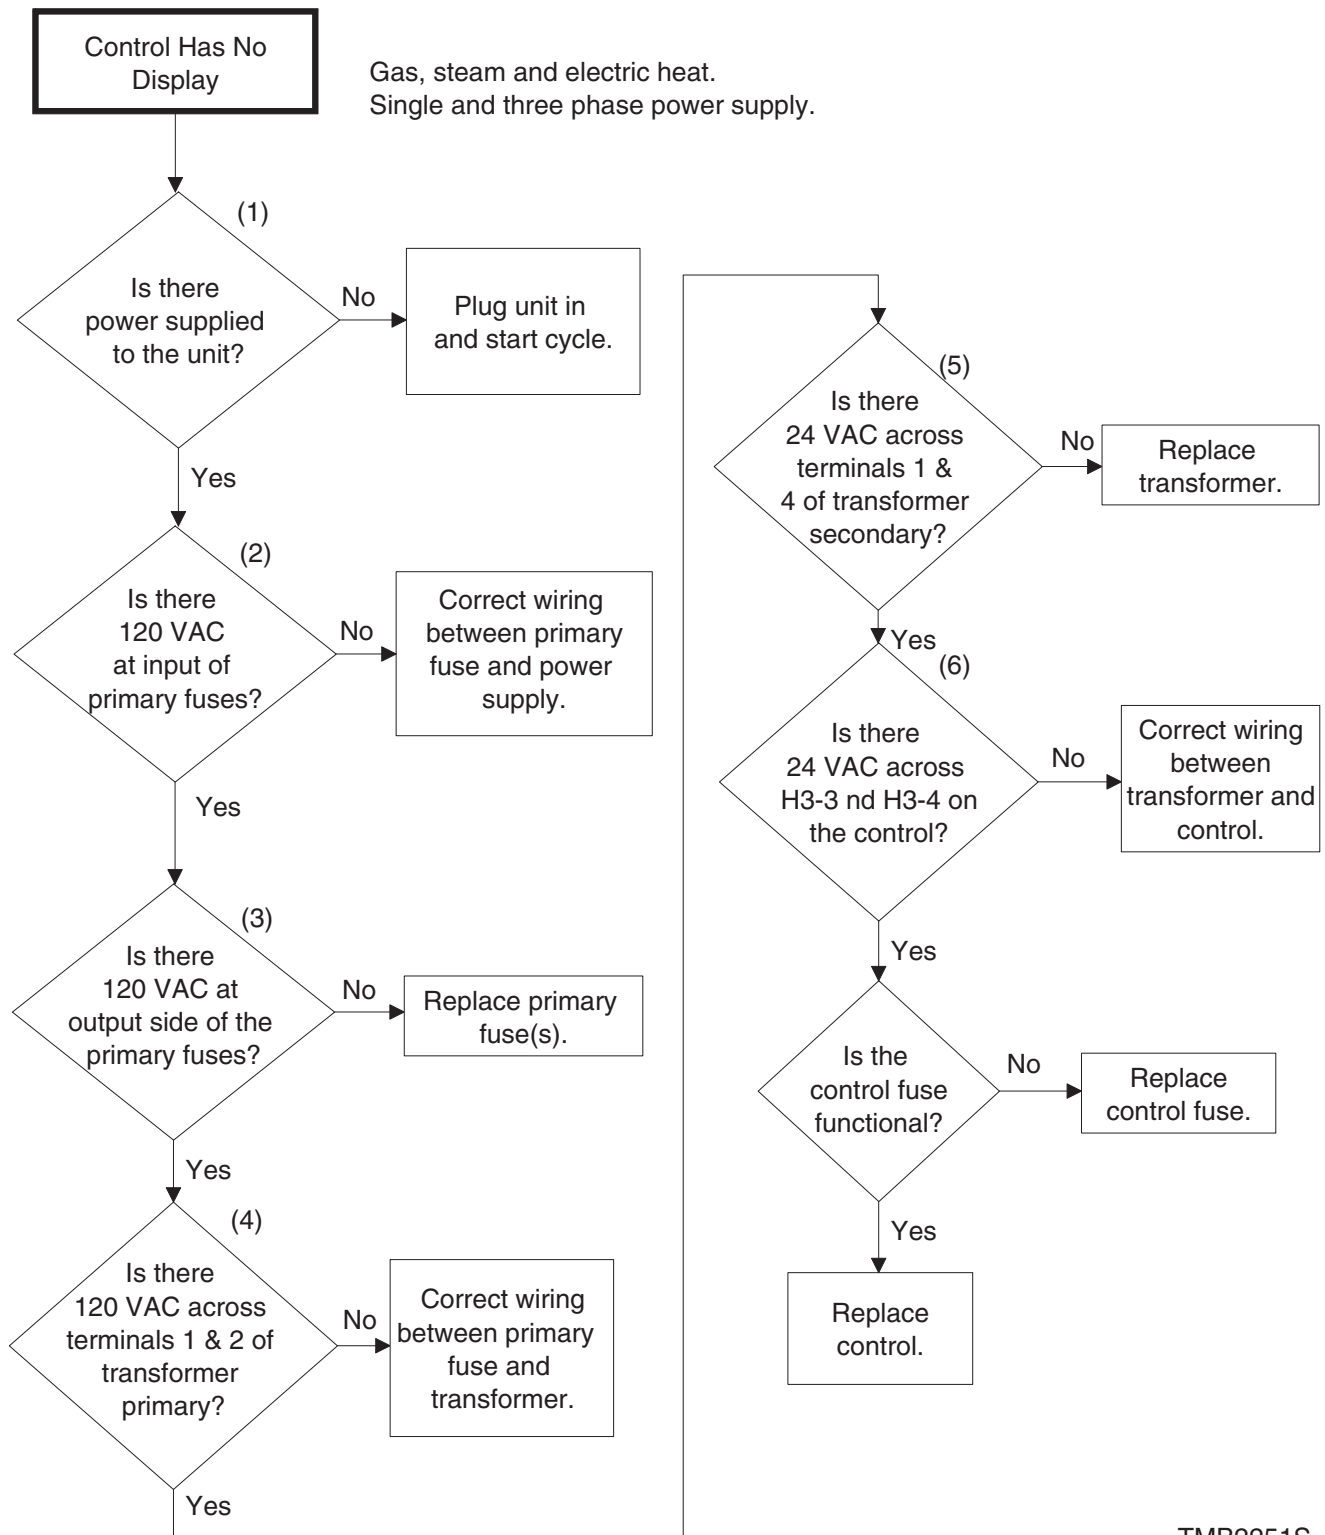 Control Has No
Display
Gas, steam and electric heat.
Single and three phase power supply.
(1)
Is there
power supplied
to the unit?
No
Plug unit in
and start cycle.
Yes
(2)
Is there
120 VAC
at input of
primary fuses?
No
Correct wiring
between primary
fuse and power
supply.
Yes
(3)
Is there
120 VAC at
output side of the
primary fuses?
No
Replace primary
fuse(s).
Yes
(4)
Is there
120 VAC across
terminals 1 & 2 of
transformer
primary?
No
Correct wiring
between primary
fuse and
transformer.
Yes
(5)
Is there
24 VAC across
terminals 1 &
4 of transformer
secondary?
No
Replace
transformer.
Yes
(6)
Is there
24 VAC across
H3-3 nd H3-4 on
the control?
No
Correct wiring
between
transformer and
control.
Yes
Is the
control fuse
functional?
No
Replace
control fuse.
Yes
Replace
control.